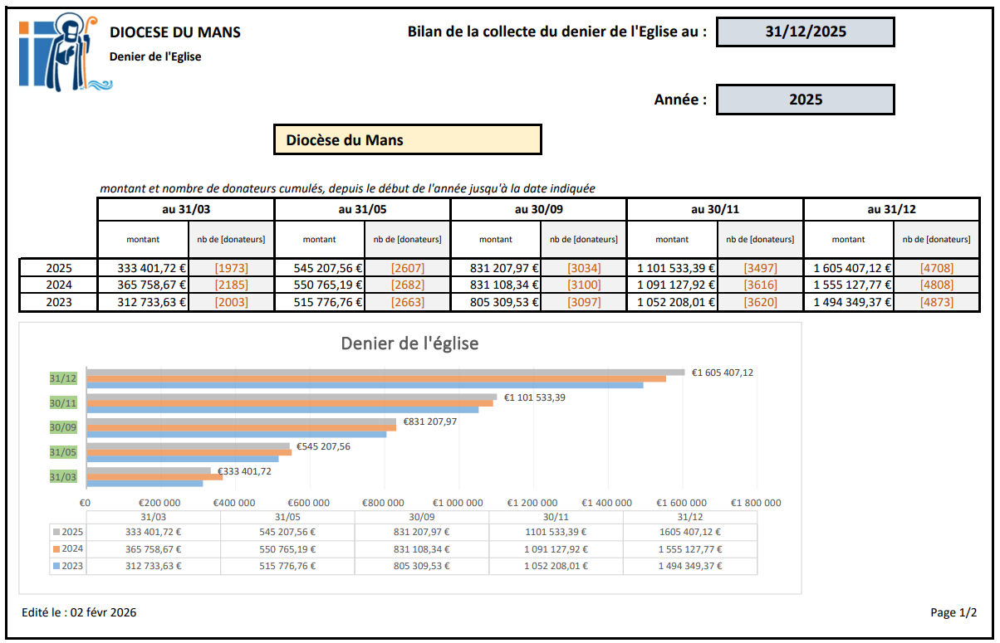 DIOCESE DU MANS
Denier de l'Eglise
Bilan de la collecte du denier de l'Eglise au : 31/12/2025
Année : 2025
Diocèse du Mans
montant et nombre de donateurs cumulés, depuis le début de l'année jusqu'à la date indiquée
au 31/03 au 31/05 au 30/09 au 30/11 au 31/12
montant nb de [donateurs] montant nb de [donateurs] montant nb de [donateurs] montant nb de [donateurs] montant nb de [donateurs]
2025 333 401,72 € [1973] 545 207,56 € [2607] 831 207,97 € [3034] 1 101 533,39 € [3497] 1 605 407,12 € [4708]
2024 365 758,67 € [2185] 550 765,19 € [2682] 831 108,34 € [3100] 1 091 127,92 € [3616] 1 555 127,77 € [4808]
2023 312 733,63 € [2003] 515 776,76 € [2663] 805 309,53 € [3097] 1 052 208,01 € [3620] 1 494 349,37 € [4873]
Denier de l'église
31/12 €1 605 407,12
30/11 €1 101 533,39
30/09 €831 207,97
31/05 €545 207,56
31/03 €333 401,72
€0 €200 000 €400 000 €600 000 €800 000 €1 000 000 €1 200 000 €1 400 000 €1 600 000 €1 800 000
31/03 31/05 30/09 30/11 31/12
2025 333 401,72 € 545 207,56 € 831 207,97 € 1101 533,39 € 1605 407,12 €
2024 365 758,67 € 550 765,19 € 831 108,34 € 1 091 127,92 € 1 555 127,77 €
2023 312 733,63 € 515 776,76 € 805 309,53 € 1 052 208,01 € 1 494 349,37 €
Edité le : 02 févr 2026
Page 1/2